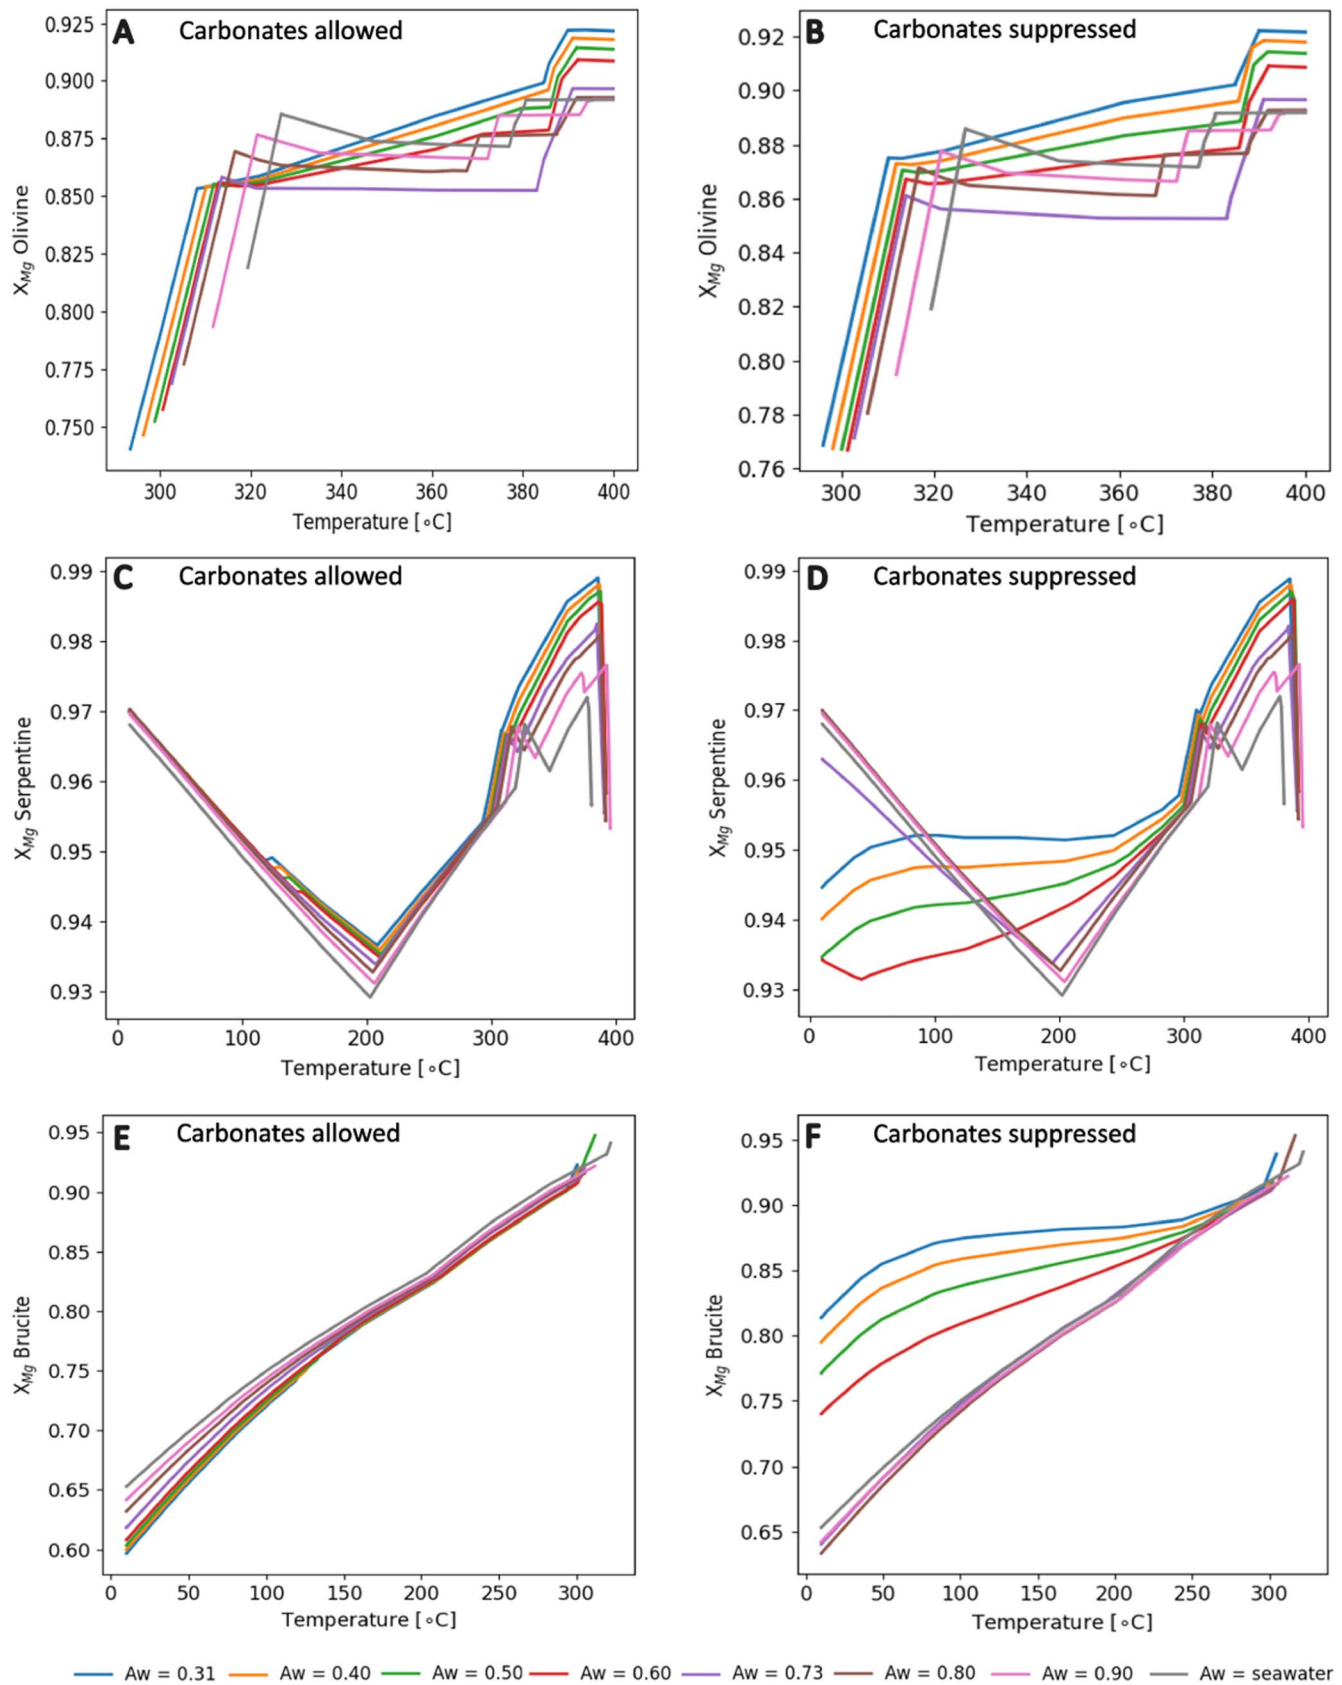 A Carbonates allowed
0.925
0.900
0.875
0.850
0.825
0.800
0.775
0.750
X_Mg Olivine
300 320 340 360 380 400
Temperature [∘C]
B Carbonates suppressed
0.92
0.90
0.88
0.86
0.84
0.82
0.80
0.78
0.76
X_Mg Olivine
300 320 340 360 380 400
Temperature [∘C]
C Carbonates allowed
0.99
0.98
0.97
0.96
0.95
0.94
0.93
X_Mg Serpentine
0 100 200 300 400
Temperature [∘C]
D Carbonates suppressed
0.99
0.98
0.97
0.96
0.95
0.94
0.93
X_Mg Serpentine
0 100 200 300 400
Temperature [∘C]
E Carbonates allowed
0.95
0.90
0.85
0.80
0.75
0.70
0.65
0.60
X_Mg Brucite
0 50 100 150 200 250 300
Temperature [∘C]
F Carbonates suppressed
0.95
0.90
0.85
0.80
0.75
0.70
0.65
X_Mg Brucite
0 50 100 150 200 250 300
Temperature [∘C]
Aw = 0.31 Aw = 0.40 Aw = 0.50 Aw = 0.60 Aw = 0.73 Aw = 0.80 Aw = 0.90 Aw = seawater